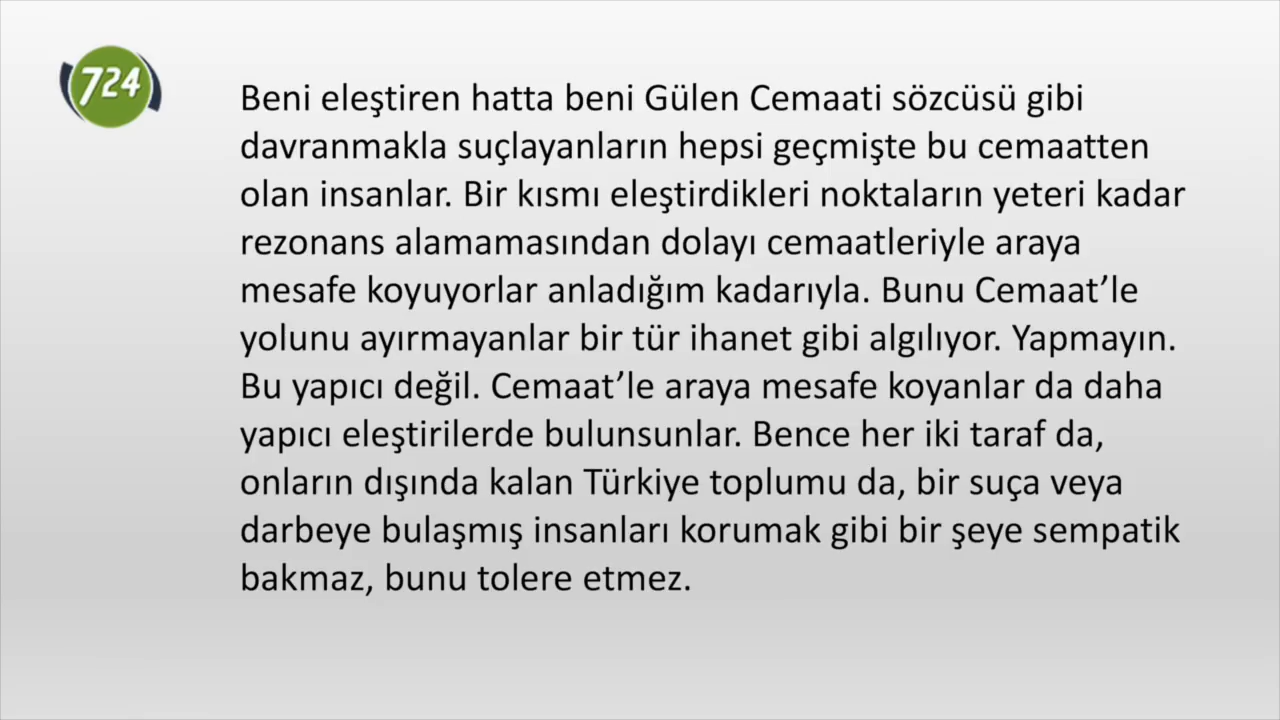 724
Beni eleştiren hatta beni Gülen Cemaati sözcüsü gibi
davranmakla suçlayanların hepsi geçmişte bu cemaatten
olan insanlar. Bir kısmı eleştirdikleri noktaların yeteri kadar
rezonans alamamasından dolayı cemaatleriyle araya
mesafe koyuyorlar anladığım kadarıyla. Bunu Cemaat’le
yolunu ayırmayanlar bir tür ihanet gibi algılıyor. Yapmayın.
Bu yapıcı değil. Cemaat’le araya mesafe koyanlar da daha
yapıcı eleştirilerde bulunsunlar. Bence her iki taraf da,
onların dışında kalan Türkiye toplumu da, bir suça veya
darbeye bulaşmış insanları korumak gibi bir şeye sempatik
bakmaz, bunu tolere etmez.